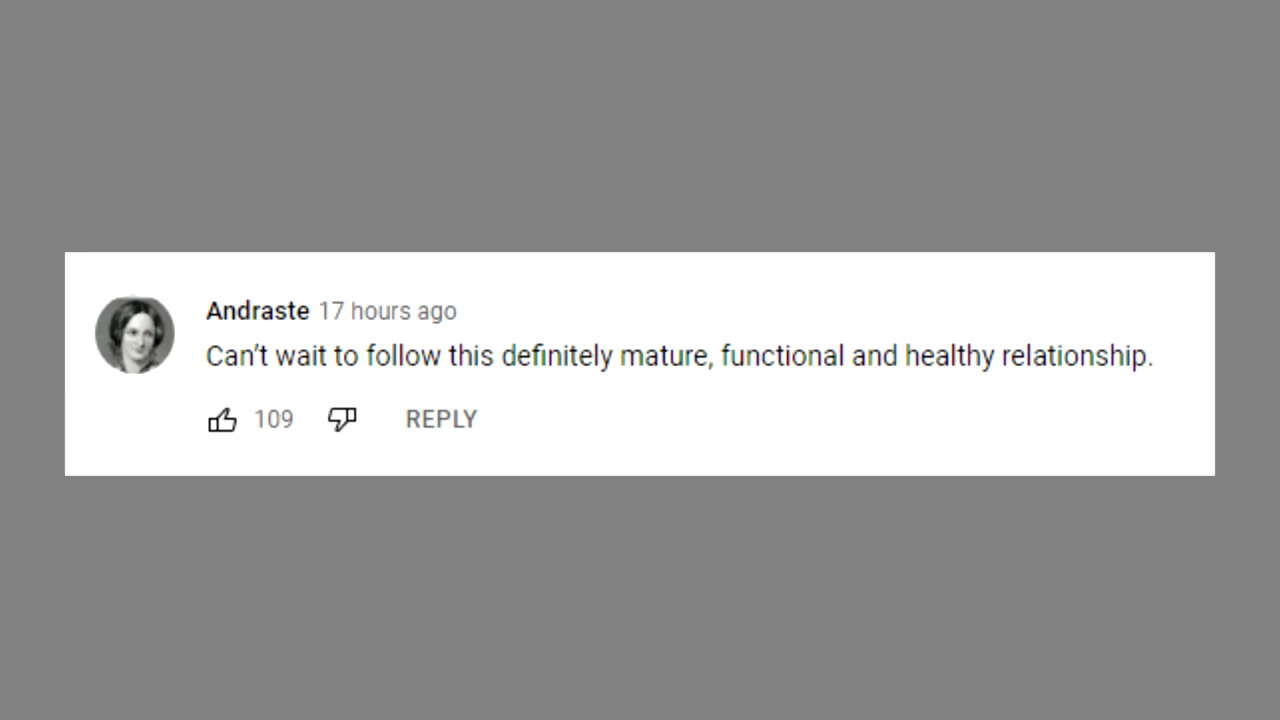 Andraste 17 hours ago
Can't wait to follow this definitely mature, functional and healthy relationship.
109 REPLY